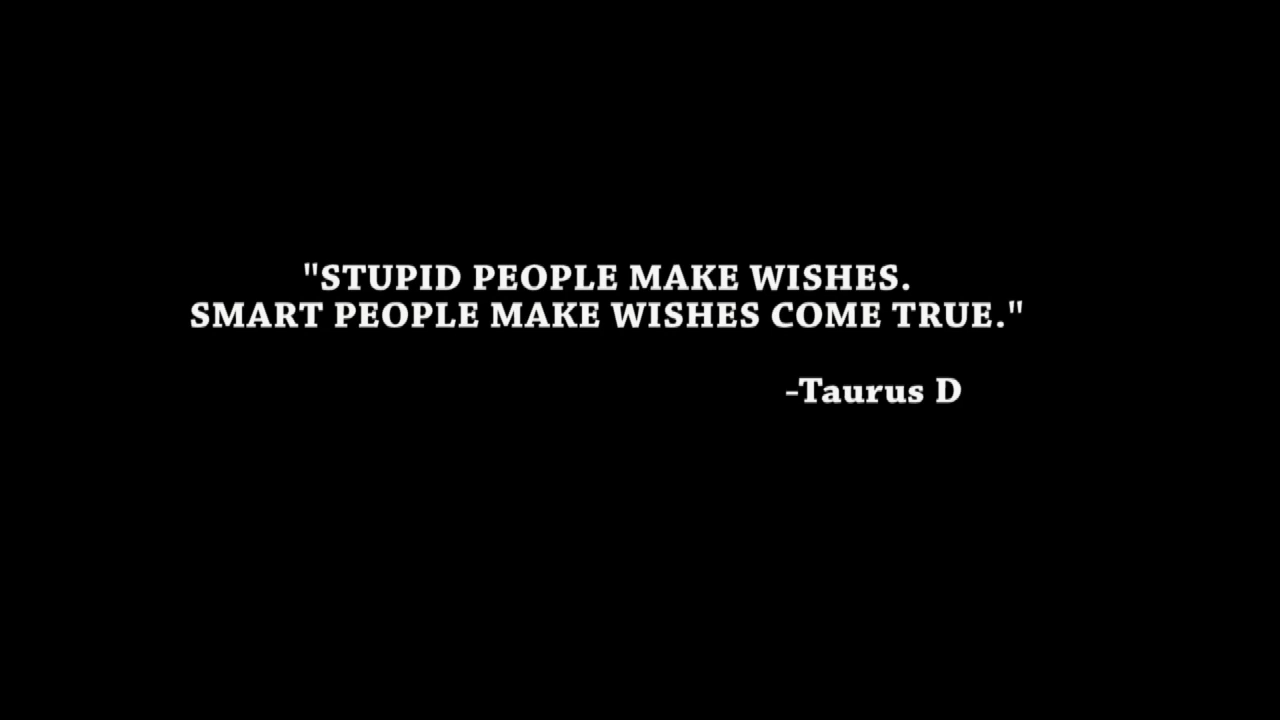 "STUPID PEOPLE MAKE WISHES.
SMART PEOPLE MAKE WISHES COME TRUE."
-Taurus D